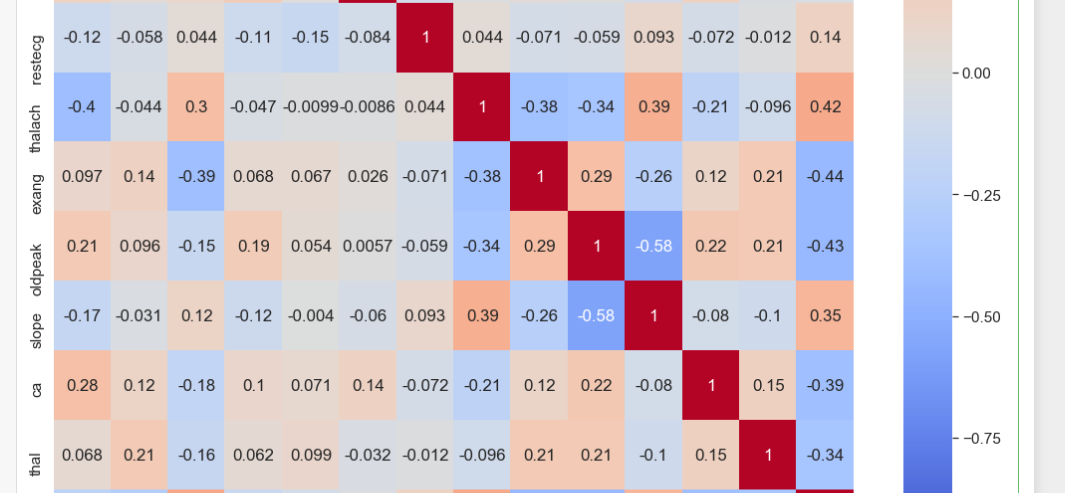 restecg -0.12 -0.058 0.044 -0.11 -0.15 -0.084 1 0.044 -0.071 -0.059 0.093 -0.072 -0.012 0.14
0.00
thalach -0.4 -0.044 0.3 -0.047 -0.0099 -0.0086 0.044 1 -0.38 -0.34 0.39 -0.21 -0.096 0.42
exang 0.097 0.14 -0.39 0.068 0.067 0.026 -0.071 -0.38 1 0.29 -0.26 0.12 0.21 -0.44
-0.25
oldpeak 0.21 0.096 -0.15 0.19 0.054 0.0057 -0.059 -0.34 0.29 1 -0.58 0.22 0.21 -0.43
slope -0.17 -0.031 0.12 -0.12 -0.004 -0.06 0.093 0.39 -0.26 -0.58 1 -0.08 -0.1 0.35
-0.50
ca 0.28 0.12 -0.18 0.1 0.071 0.14 -0.072 -0.21 0.12 0.22 -0.08 1 0.15 -0.39
-0.75
thal 0.068 0.21 -0.16 0.062 0.099 -0.032 -0.012 -0.096 0.21 0.21 -0.1 0.15 1 -0.34